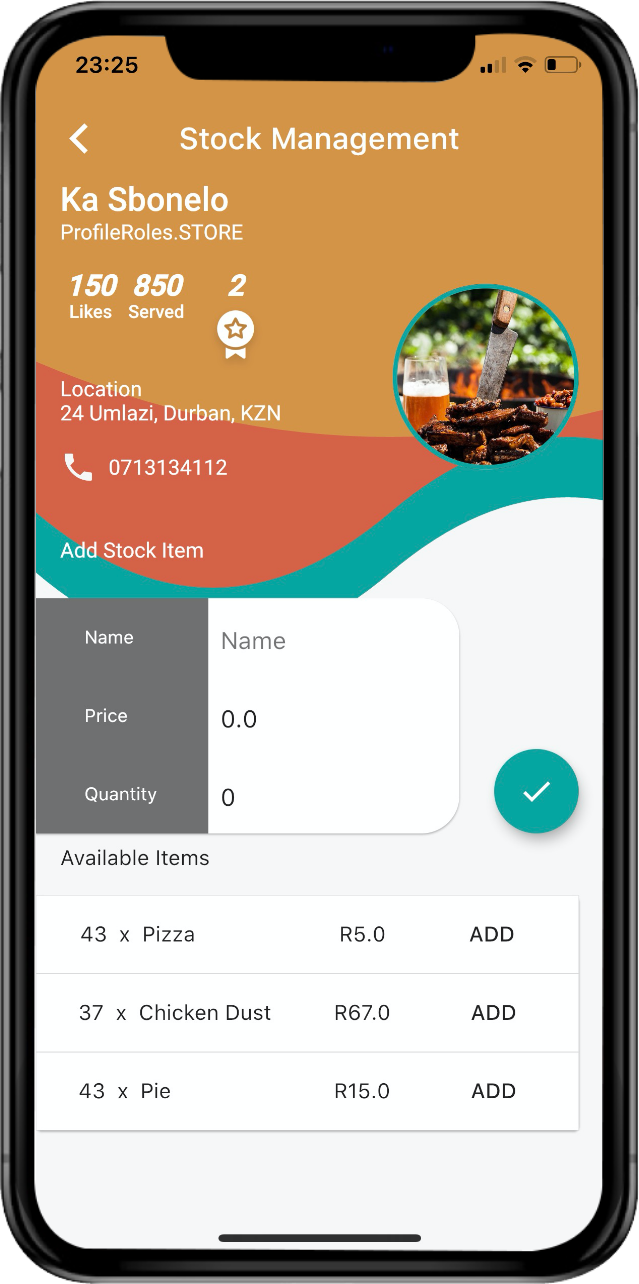 23:25
Stock Management
Ka Sbonelo
ProfileRoles.STORE
150 850 2
Likes Served
Location
24 Umlazi, Durban, KZN
0713134112
Add Stock Item
Name Name
Price 0.0
Quantity 0
Available Items
43 x Pizza R5.0 ADD
37 x Chicken Dust R67.0 ADD
43 x Pie R15.0 ADD